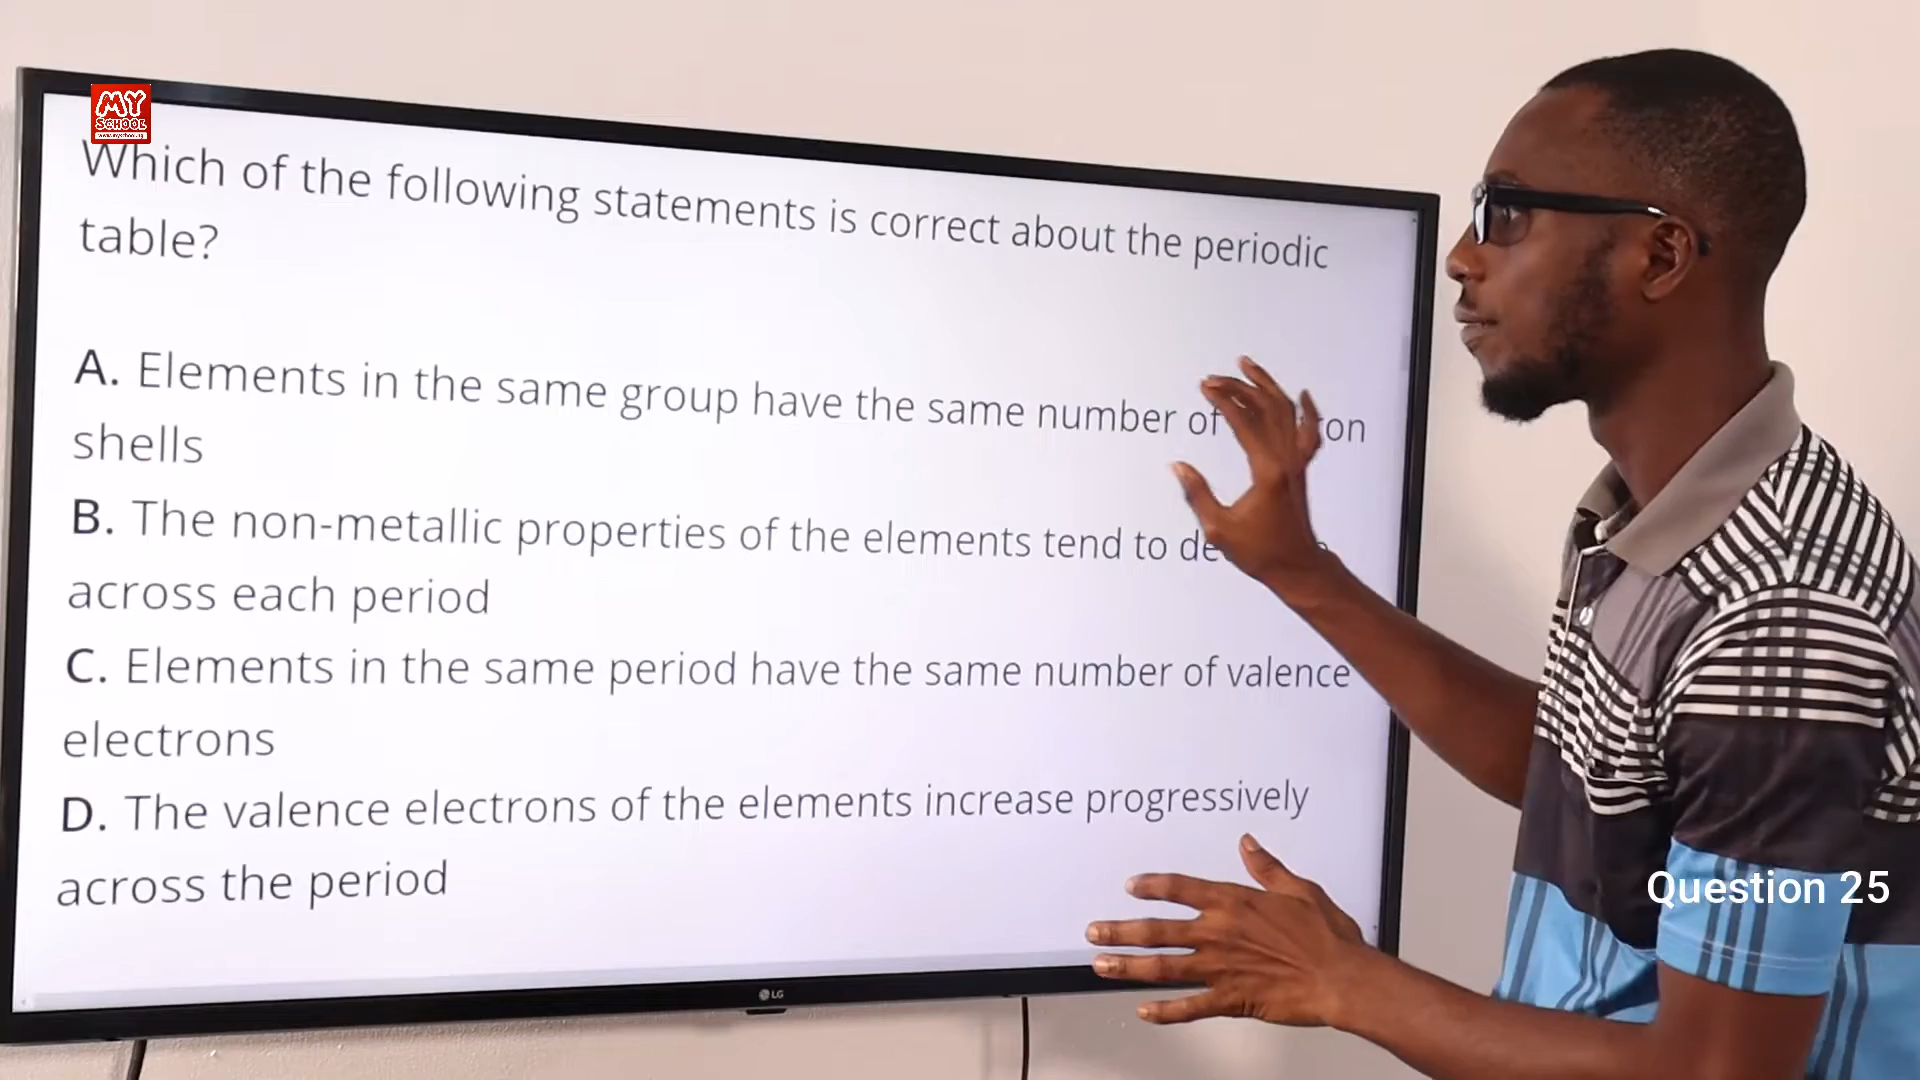 MY
SCHOOL
Which of the following statements is correct about the periodic
table?
A. Elements in the same group have the same number of on
shells
B. The non-metallic properties of the elements tend to de
across each period
C. Elements in the same period have the same number of valence
electrons
D. The valence electrons of the elements increase progressively
across the period
Question 25
LG